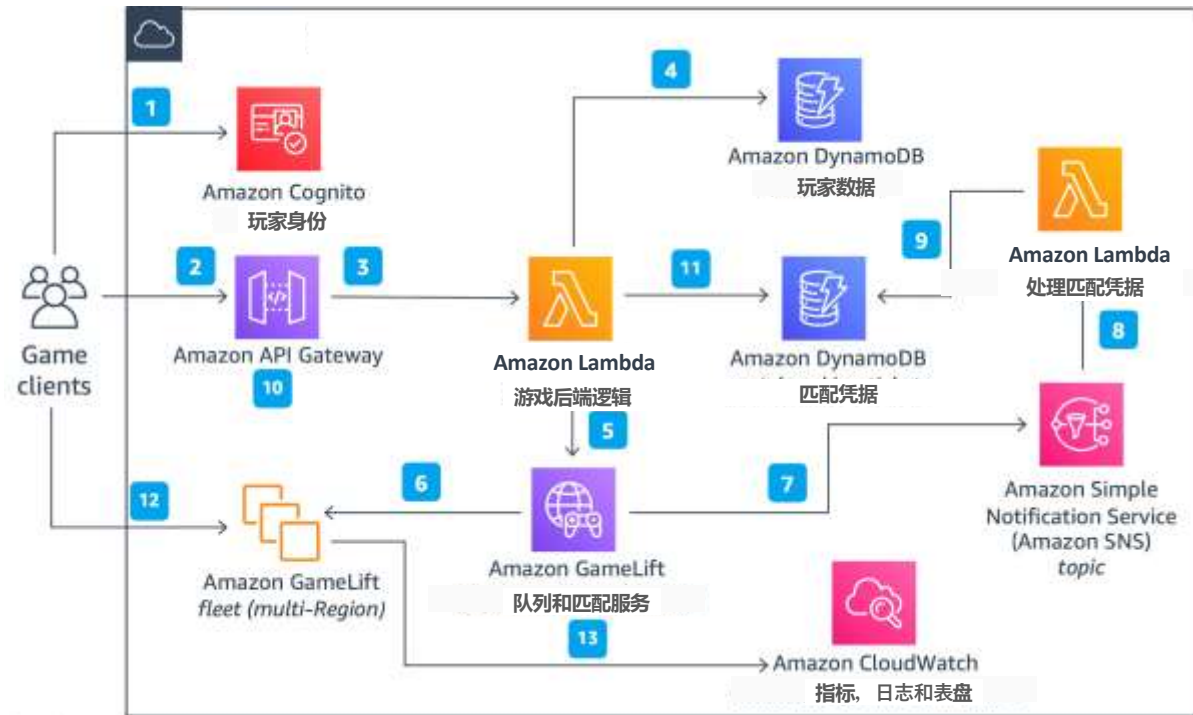 4
1
Amazon DynamoDB
玩家数据
Amazon Cognito
玩家身份
9
Amazon Lambda
处理匹配凭据
2
3
11
8
Game
clients
Amazon API Gateway
10
Amazon Lambda
游戏后端逻辑
Amazon DynamoDB
匹配凭据
5
6
7
12
Amazon Simple
Notification Service
(Amazon SNS)
topic
Amazon GameLift
fleet (multi-Region)
Amazon GameLift
队列和匹配服务
13
Amazon CloudWatch
指标，日志和表盘